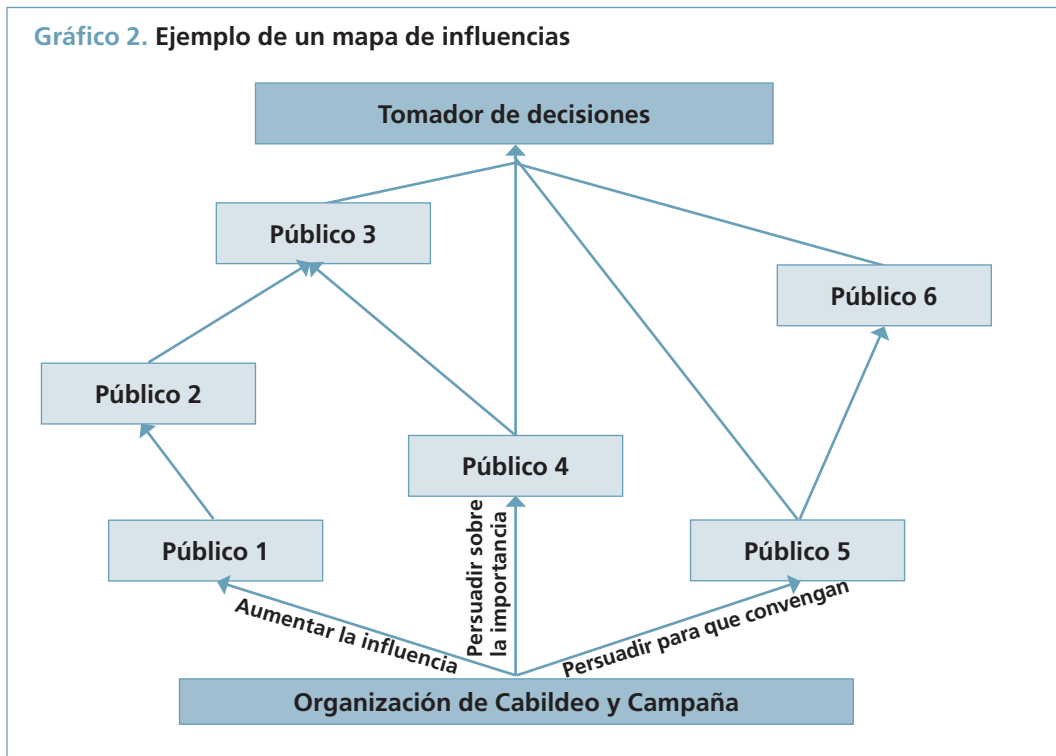 Gráfico 2. Ejemplo de un mapa de influencias
Tomador de decisiones
Público 3
Público 6
Público 2
Público 4
Público 1
Público 5
Aumentar la influencia
Persuadir sobre
la importancia
Persuadir para que convengan
Organización de Cabildeo y Campaña